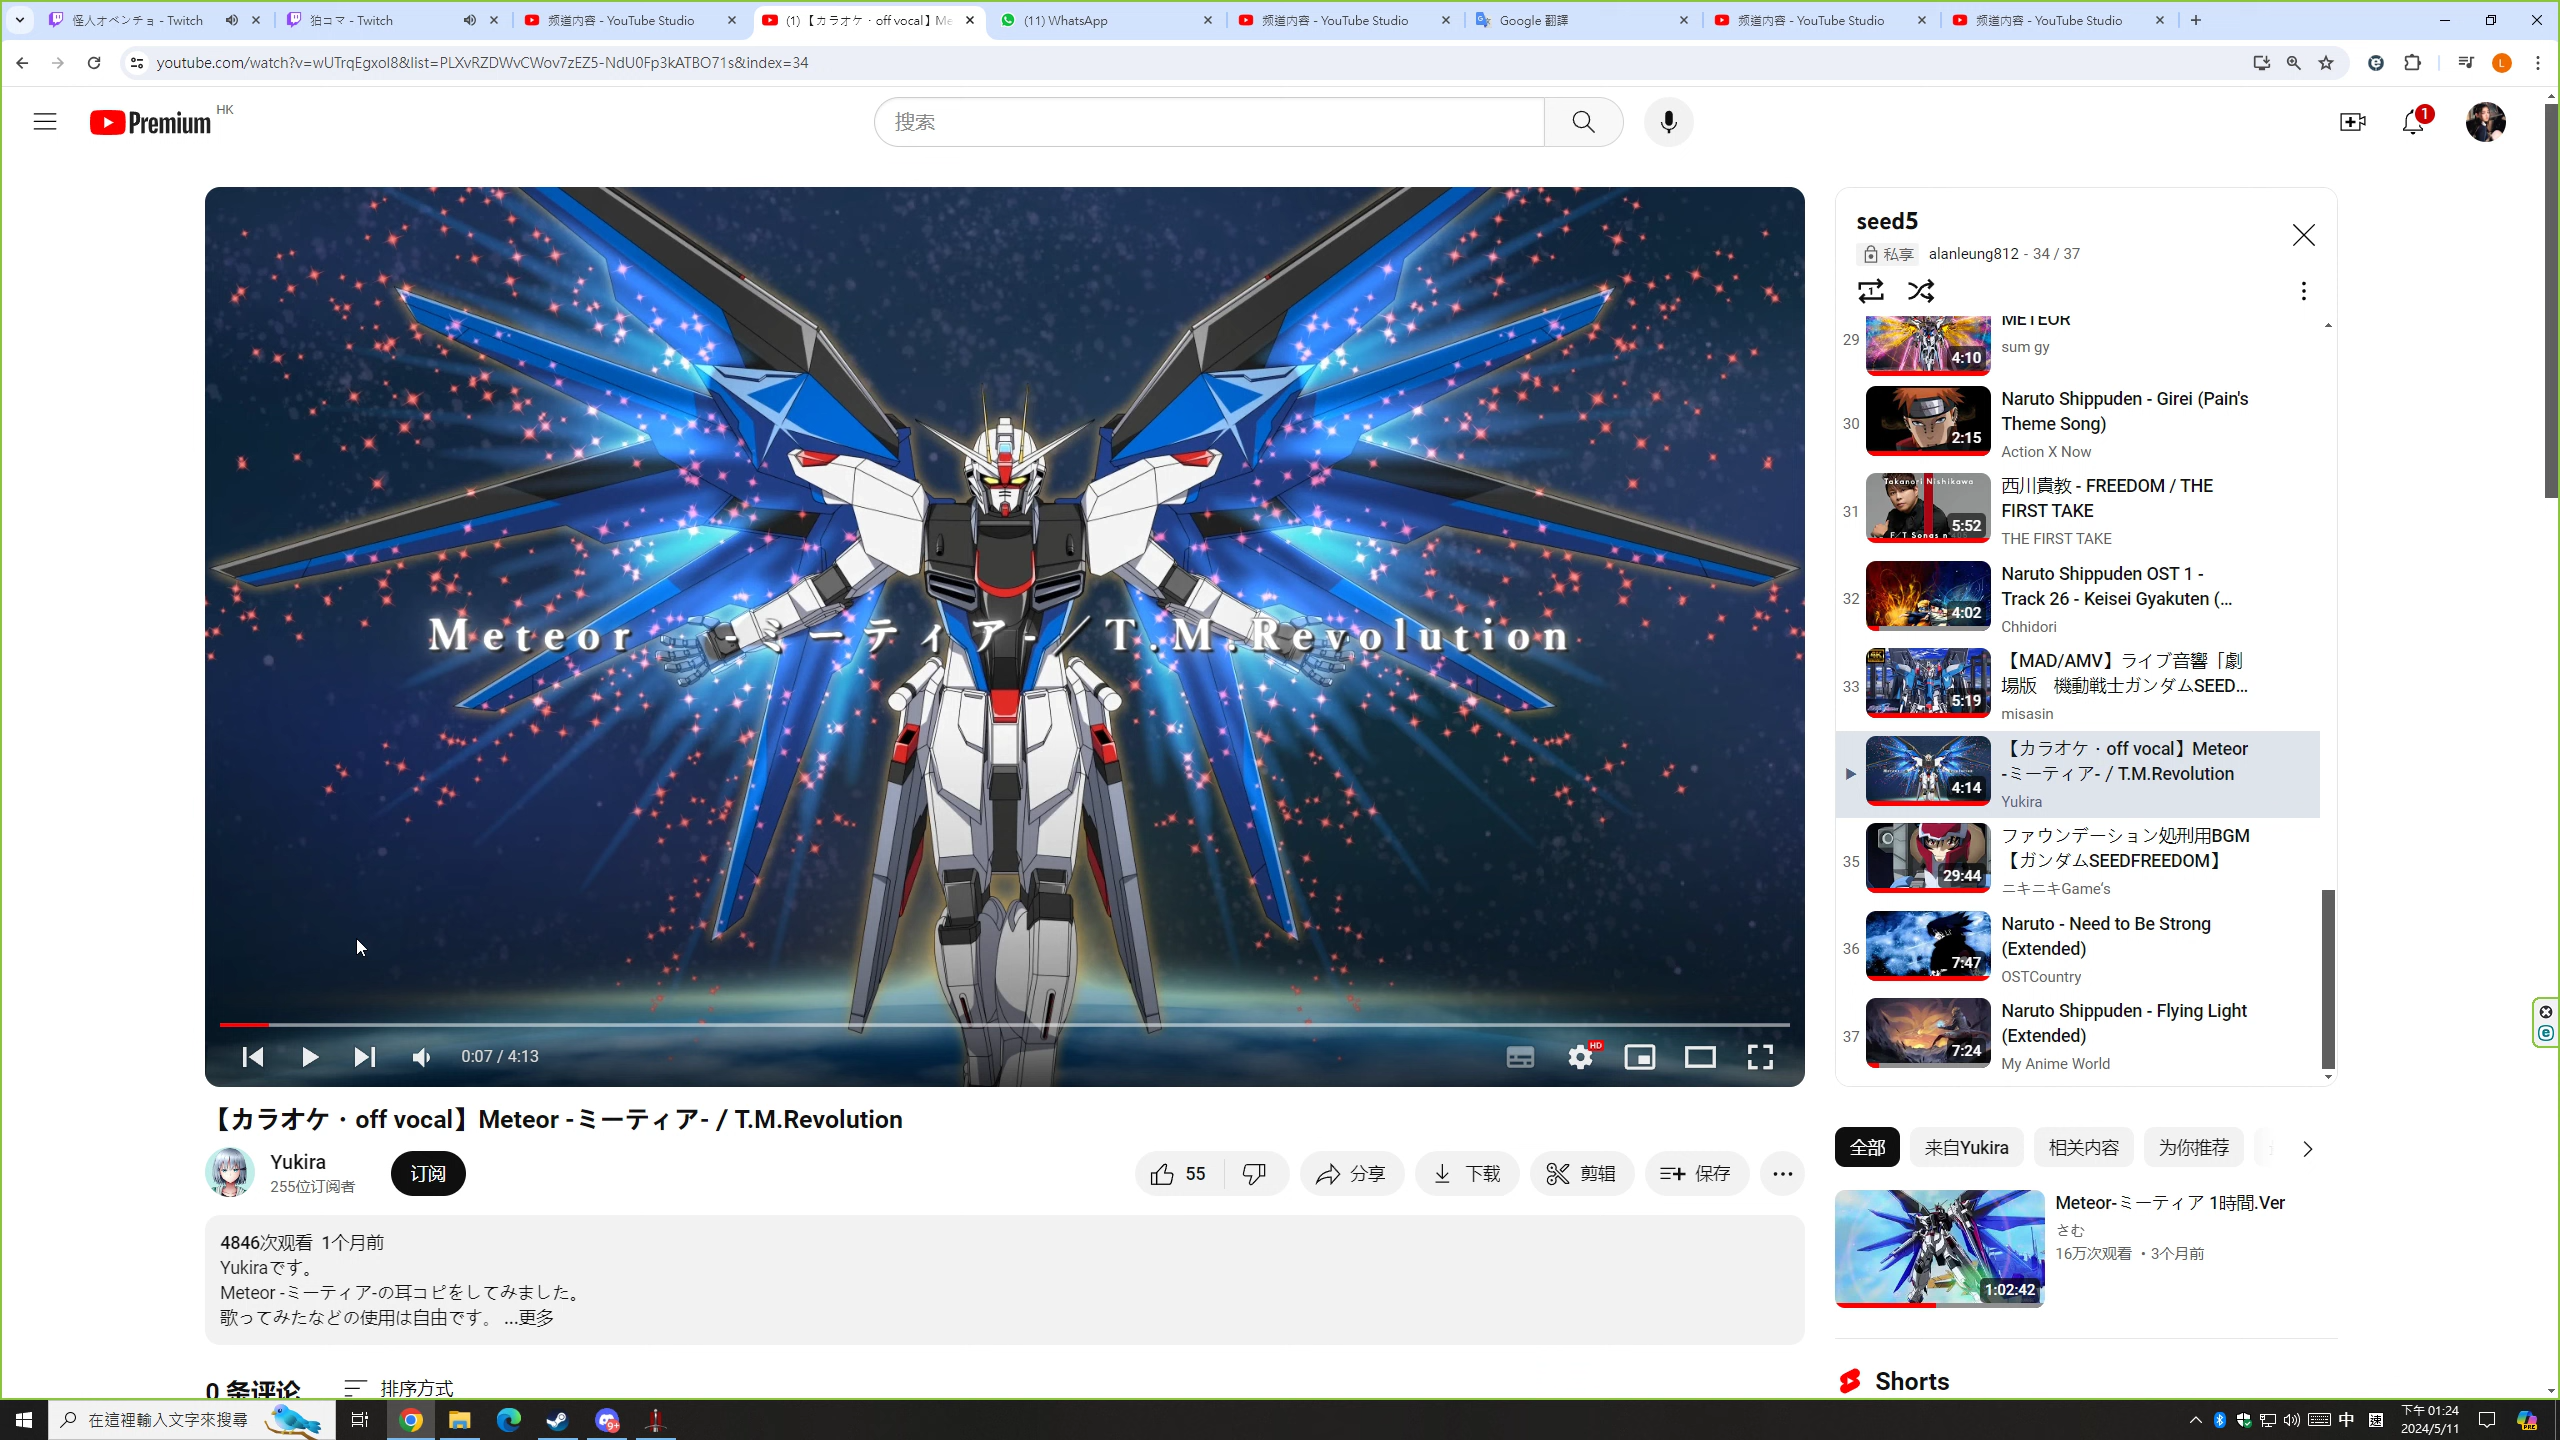 怪人オベンチョ - Twitch
狛コマ - Twitch
频道内容 - YouTube Studio
(1) 【カラオケ・off vocal】Me
(11) WhatsApp
频道内容 - YouTube Studio
Google 翻譯
频道内容 - YouTube Studio
频道内容 - YouTube Studio
youtube.com/watch?v=wUTrqEgxoI8&list=PLXvRZDWvCWov7zEZ5-NdU0Fp3kATBO71s&index=34
L
Premium
HK
搜索
1
Meteor -ミーティア-／T.M.Revolution
0:07 / 4:13
HD
seed5
私享
alanleung812 - 34 / 37
29
4:10
METEOR
sum gy
30
2:15
Naruto Shippuden - Girei (Pain's
Theme Song)
Action X Now
31
Takanori Nishikawa
5:52
西川貴教 - FREEDOM / THE
FIRST TAKE
THE FIRST TAKE
32
4:02
Naruto Shippuden OST 1 -
Track 26 - Keisei Gyakuten (...
Chhidori
33
5:19
【MAD/AMV】ライブ音響「劇
場版　機動戦士ガンダムSEED...
misasin
4:14
【カラオケ・off vocal】Meteor
-ミーティア- / T.M.Revolution
Yukira
35
29:44
ファウンデーション処刑用BGM
【ガンダムSEEDFREEDOM】
ニキニキGame's
36
7:47
Naruto - Need to Be Strong
(Extended)
OSTCountry
37
7:24
Naruto Shippuden - Flying Light
(Extended)
My Anime World
【カラオケ・off vocal】Meteor -ミーティア- / T.M.Revolution
Yukira
255位订阅者
订阅
55
分享
下载
剪辑
保存
4846次观看 1个月前
Yukiraです。
Meteor -ミーティア-の耳コピをしてみました。
歌ってみたなどの使用は自由です。 ...更多
0 条评论
排序方式
全部
来自Yukira
相关内容
为你推荐
1:02:42
Meteor-ミーティア 1時間.Ver
さむ
16万次观看 • 3个月前
Shorts
在這裡輸入文字來搜尋
9+
中
速
下午 01:24
2024/5/11
PRE